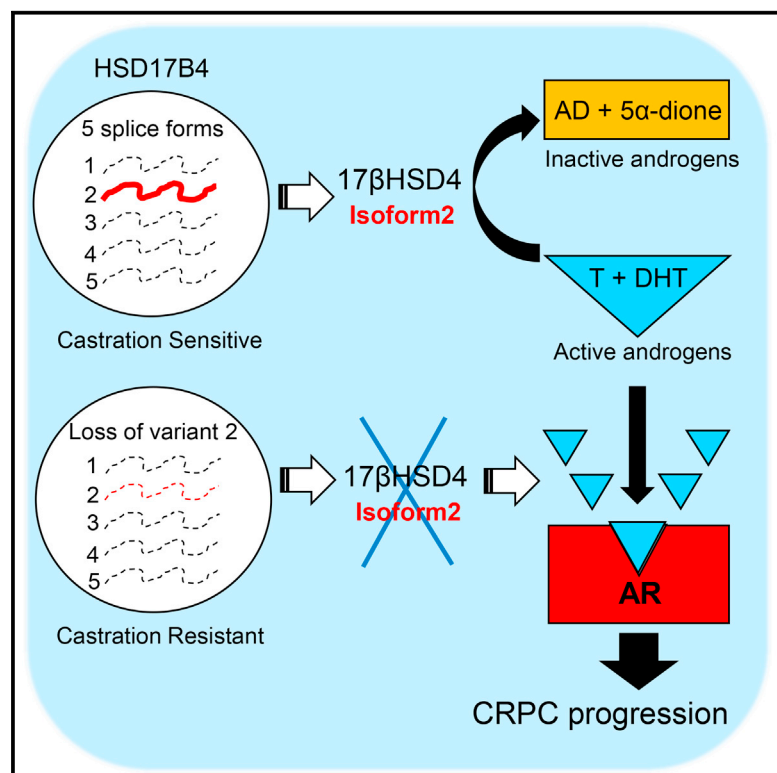 HSD17B4
5 splice forms
1
2
3
4
5
Castration Sensitive
17βHSD4
Isoform2
AD + 5α-dione
Inactive androgens
T + DHT
Active androgens
Loss of variant 2
1
2
3
4
5
Castration Resistant
17βHSD4
Isoform2
AR
CRPC progression